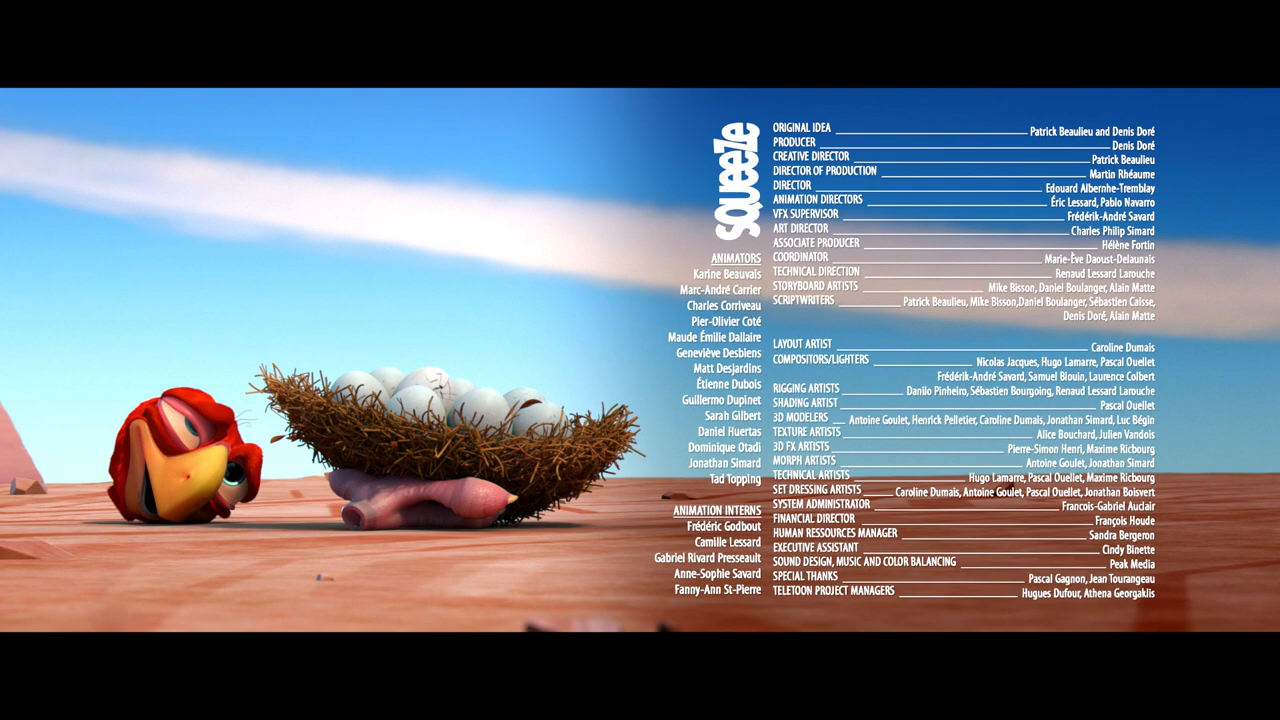 squeeze
ANIMATORS
Karine Beauvais
Marc-André Carrier
Charles Corriveau
Pier-Olivier Coté
Maude Émilie Dallaire
Geneviève Desbiens
Matt Desjardins
Étienne Dubois
Guillermo Dupinet
Sarah Gilbert
Daniel Huertas
Dominique Otadi
Jonathan Simard
Tad Topping
ANIMATION INTERNS
Frédéric Godbout
Camille Lessard
Gabriel Rivard Presseault
Anne-Sophie Savard
Fanny-Ann St-Pierre
ORIGINAL IDEA Patrick Beaulieu and Denis Doré
PRODUCER Denis Doré
CREATIVE DIRECTOR Patrick Beaulieu
DIRECTOR OF PRODUCTION Martin Rhéaume
DIRECTOR Edouard Albernhe-Tremblay
ANIMATION DIRECTORS Éric Lessard, Pablo Navarro
VFX SUPERVISOR Frédérik-André Savard
ART DIRECTOR Charles Philip Simard
ASSOCIATE PRODUCER Hélène Fortin
COORDINATOR Marie-Ève Daoust-Delaunais
TECHNICAL DIRECTION Renaud Lessard Larouche
STORYBOARD ARTISTS Mike Bisson, Daniel Boulanger, Alain Matte
SCRIPTWRITERS Patrick Beaulieu, Mike Bisson,Daniel Boulanger, Sébastien Caisse,
Denis Doré, Alain Matte
LAYOUT ARTIST Caroline Dumais
COMPOSITORS/LIGHTERS Nicolas Jacques, Hugo Lamarre, Pascal Ouellet
Frédérik-André Savard, Samuel Blouin, Laurence Colbert
RIGGING ARTISTS Danilo Pinheiro, Sébastien Bourgoing, Renaud Lessard Larouche
SHADING ARTIST Pascal Ouellet
3D MODELERS Antoine Goulet, Henrick Pelletier, Caroline Dumais, Jonathan Simard, Luc Bégin
TEXTURE ARTISTS Alice Bouchard, Julien Vandois
3D FX ARTISTS Pierre-Simon Henri, Maxime Ricbourg
MORPH ARTISTS Antoine Goulet, Jonathan Simard
TECHNICAL ARTISTS Hugo Lamarre, Pascal Ouellet, Maxime Ricbourg
SET DRESSING ARTISTS Caroline Dumais, Antoine Goulet, Pascal Ouellet, Jonathan Boisvert
SYSTEM ADMINISTRATOR Francois-Gabriel Auclair
FINANCIAL DIRECTOR François Houde
HUMAN RESSOURCES MANAGER Sandra Bergeron
EXECUTIVE ASSISTANT Cindy Binette
SOUND DESIGN, MUSIC AND COLOR BALANCING Peak Media
SPECIAL THANKS Pascal Gagnon, Jean Tourangeau
TELETOON PROJECT MANAGERS Hugues Dufour, Athena Georgaklis